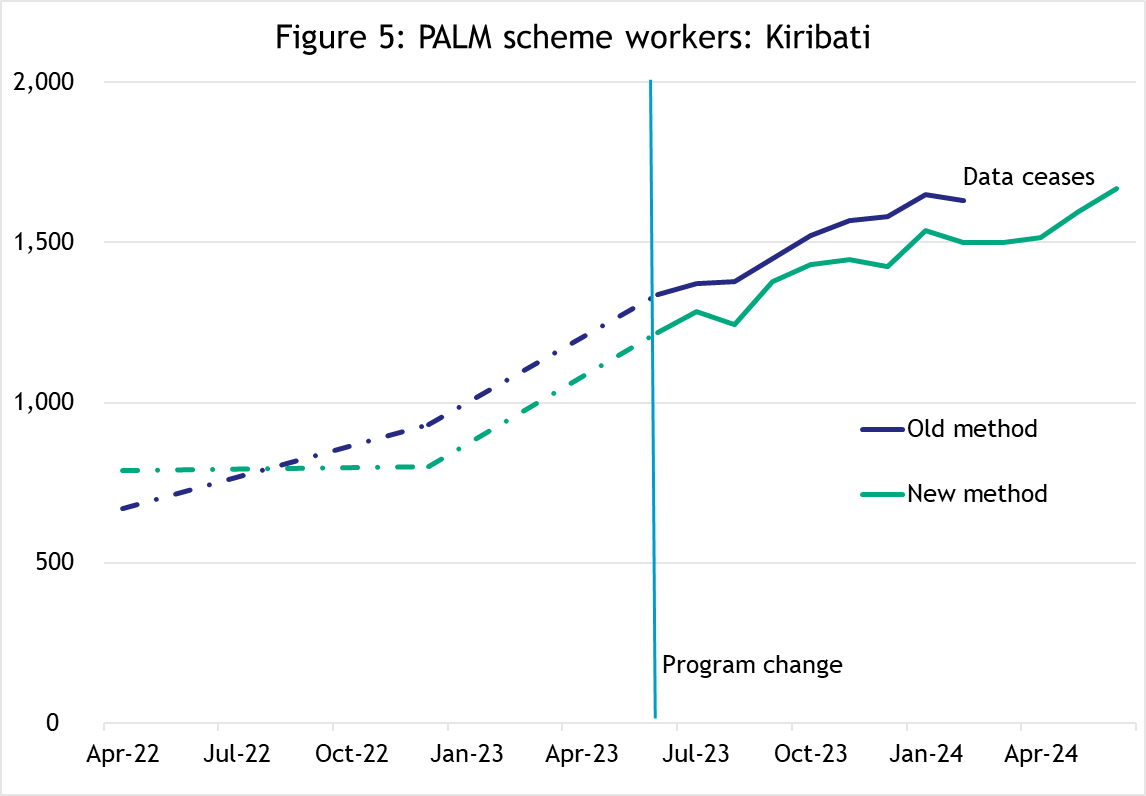 Figure 5: PALM scheme workers: Kiribati
2,000
Data ceases
1,500
1,000
Old method
New method
500
Program change
0
Apr-22 Jul-22 Oct-22 Jan-23 Apr-23 Jul-23 Oct-23 Jan-24 Apr-24